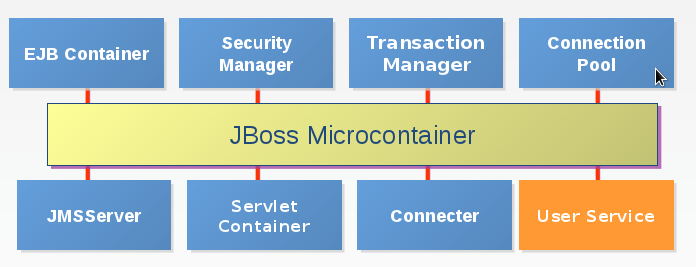 EJB Container
Security
Manager
Transaction
Manager
Connection
Pool
JBoss Microcontainer
JMSServer
Servlet
Container
Connecter
User Service